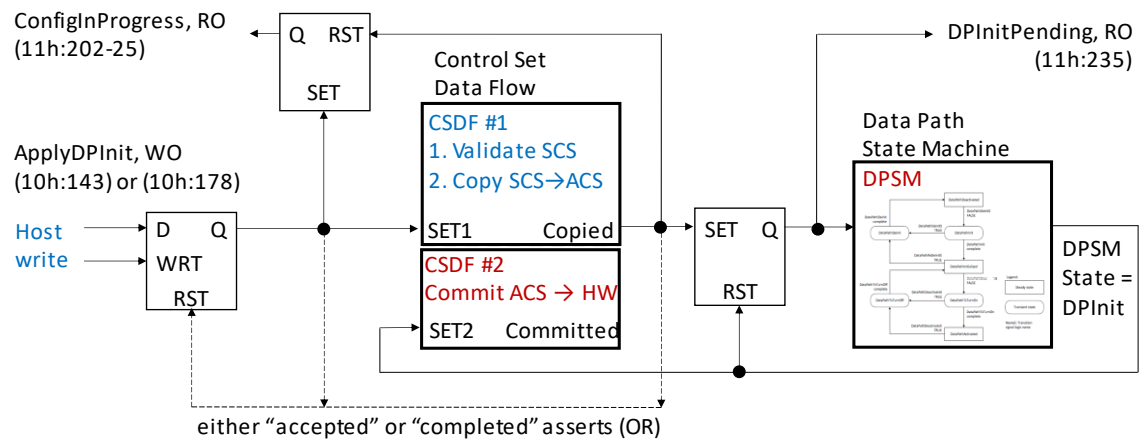 ConfigInProgress, RO
(11h:202-25)
Q RST
SET
Control Set
Data Flow
DPInitPending, RO
(11h:235)
CSDF #1
1. Validate SCS
2. Copy SCS→ACS
SET1 Copied
Data Path
State Machine
DPSM
ApplyDPInit, WO
(10h:143) or (10h:178)
Host
write
D Q
WRT
RST
CSDF #2
Commit ACS → HW
SET2 Committed
SET Q
RST
DPSM
State =
DPInit
either “accepted” or “completed” asserts (OR)